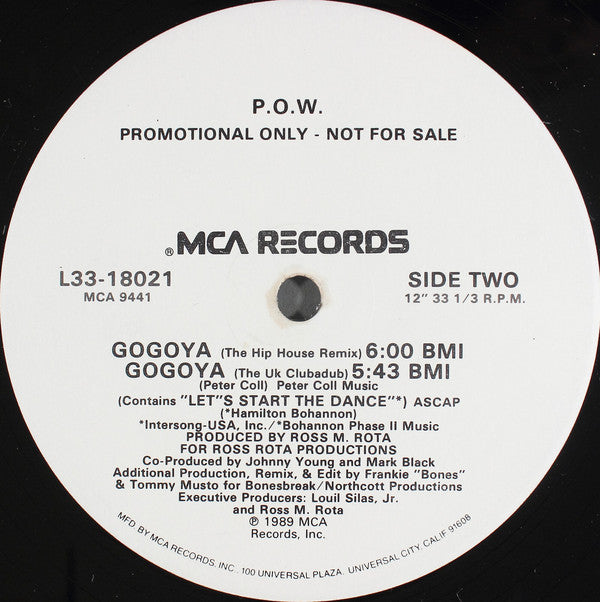 P.O.W.
PROMOTIONAL ONLY - NOT FOR SALE
® MCA RECORDS
L33-18021
MCA 9441
SIDE TWO
12" 33 1/3 R.P.M.
GOGOYA (The Hip House Remix) 6:00 BMI
GOGOYA (The Uk Clubadub) 5:43 BMI
(Peter Coll) Peter Coll Music
(Contains "LET"S START THE DANCE"*) ASCAP
(*Hamilton Bohannon)
*Intersong-USA, Inc./*Bohannon Phase II Music
PRODUCED BY ROSS M. ROTA
FOR ROSS ROTA PRODUCTIONS
Co-Produced by Johnny Young and Mark Black
Additional Production, Remix, & Edit by Frankie "Bones"
& Tommy Musto for Bonesbreak/Northcott Productions
Executive Producers: Louil Silas, Jr.
and Ross M. Rota
℗ 1989 MCA
Records, Inc.
MFD. BY MCA RECORDS, INC., 100 UNIVERSAL PLAZA, UNIVERSAL CITY, CALIF. 91608